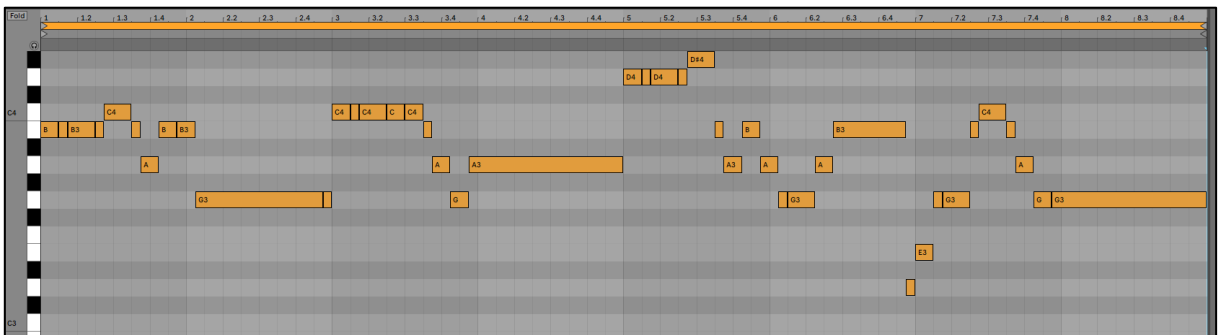 Fold 1 1.2 1.3 1.4 2 2.2 2.3 2.4 3 3.2 3.3 3.4 4 4.2 4.3 4.4 5 5.2 5.3 5.4 6 6.2 6.3 6.4 7 7.2 7.3 7.4 8 8.2 8.3 8.4
D#4
D4 D4
C4 C4 C4 C4 C C4 C4
B B3 B B3 B B3
A A A3 A3 A A A
G3 G G3 G3 G G3
E3
C3